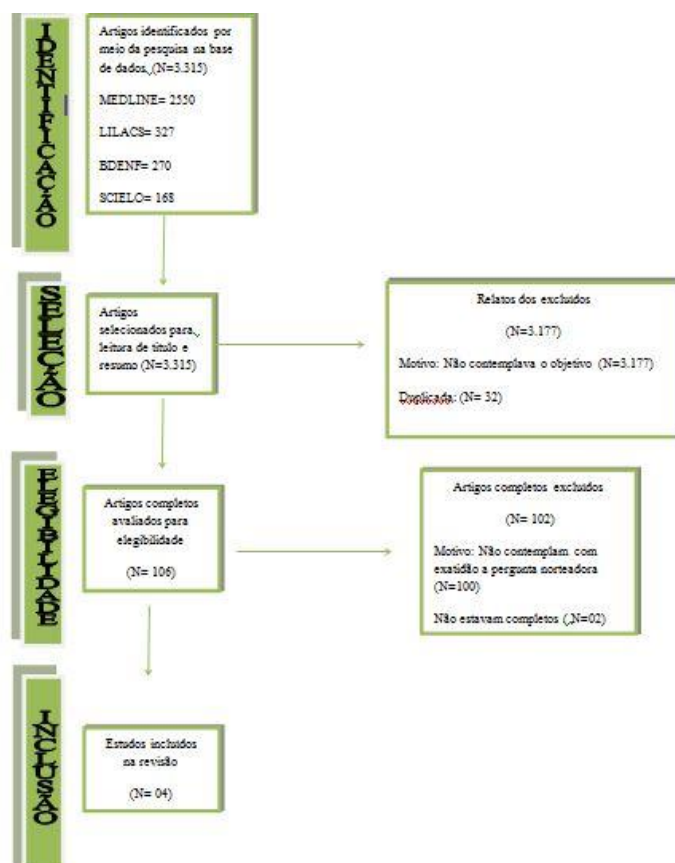 IDENTIFICAÇÃO
Artigos identificados por
meio da pesquisa na base
de dados, (N=3.315)
MEDLINE= 2550
LILACS= 327
BDENF= 270
SCIELO= 168
SELEÇÃO
Artigos
selecionados para
leitura de título e
resumo (N=3.315)
Relatos dos excluídos
(N=3.177)
Motivo: Não contemplava o objetivo (N=3.177)
Duplicada: (N= 32)
ELEGIBILIDADE
Artigos completos
avaliados para
elegibilidade
(N= 106)
Artigos completos excluídos
(N= 102)
Motivo: Não contemplam com
exatidão a pergunta norteadora
(N=100)
Não estavam completos (,N=02)
INCLUSÃO
Estudos incluídos
na revisão
(N= 04)